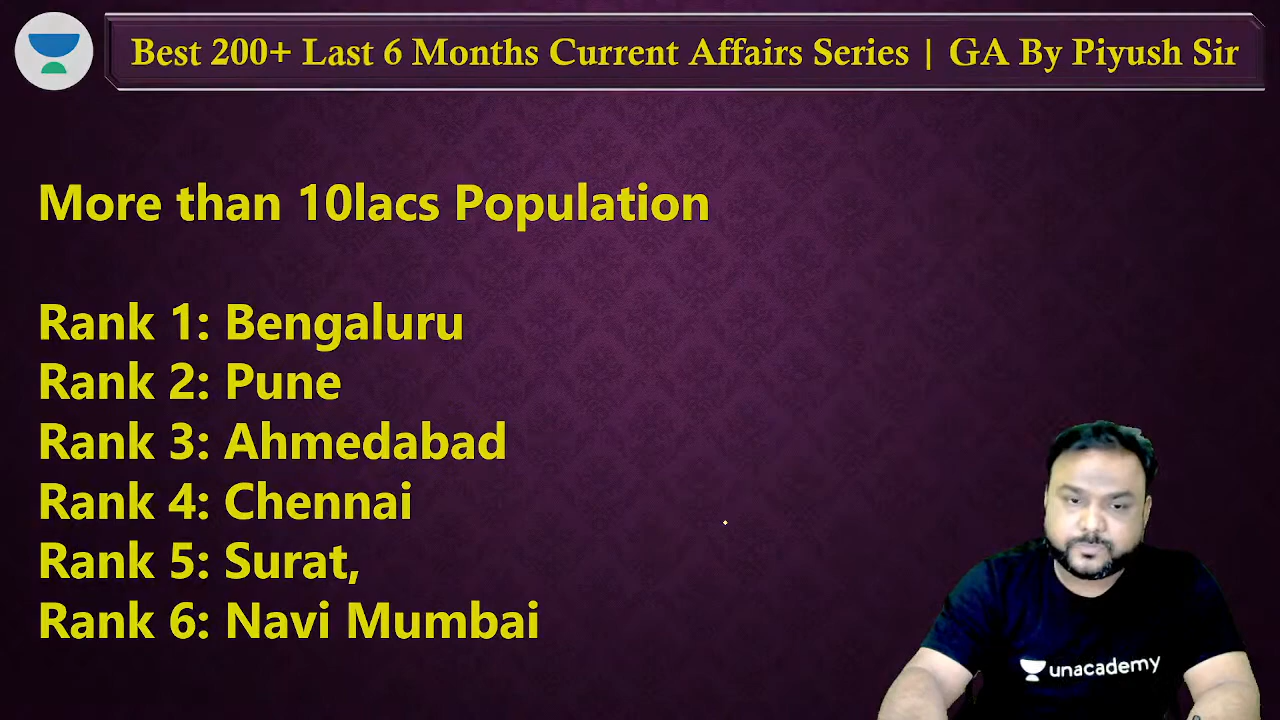 Best 200+ Last 6 Months Current Affairs Series | GA By Piyush Sir
More than 10lacs Population
Rank 1: Bengaluru
Rank 2: Pune
Rank 3: Ahmedabad
Rank 4: Chennai
Rank 5: Surat,
Rank 6: Navi Mumbai
unacademy